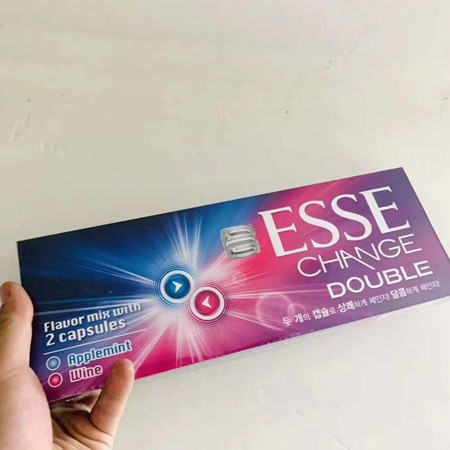 ESSE
CHANGE
DOUBLE
두 개의 캡슐로 상쾌하게 체인지! 달콤하게 체인지!
Flavor mix with
2 capsules
Applemint
Wine